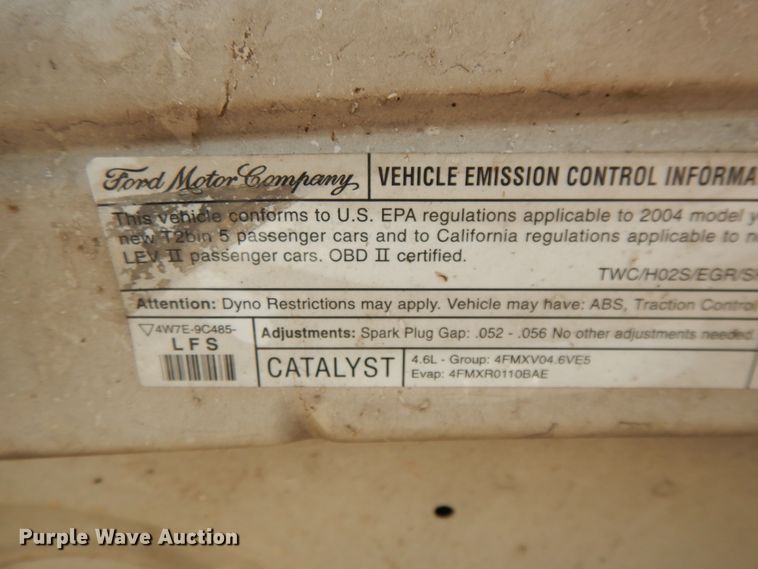 Ford Motor Company
VEHICLE EMISSION CONTROL INFORMA
This vehicle conforms to U.S. EPA regulations applicable to 2004 model y
new T2bin 5 passenger cars and to California regulations applicable to n
LEV II passenger cars. OBD II certified.
TWC/HO2S/EGR/S
Attention: Dyno Restrictions may apply. Vehicle may have: ABS, Traction Control
4W7E-9C485-
LFS
Adjustments: Spark Plug Gap: .052 - .056 No other adjustments needed.
CATALYST
4.6L - Group: 4FMXV04.6VE5
Evap: 4FMXR0110BAE
Purple Wave Auction